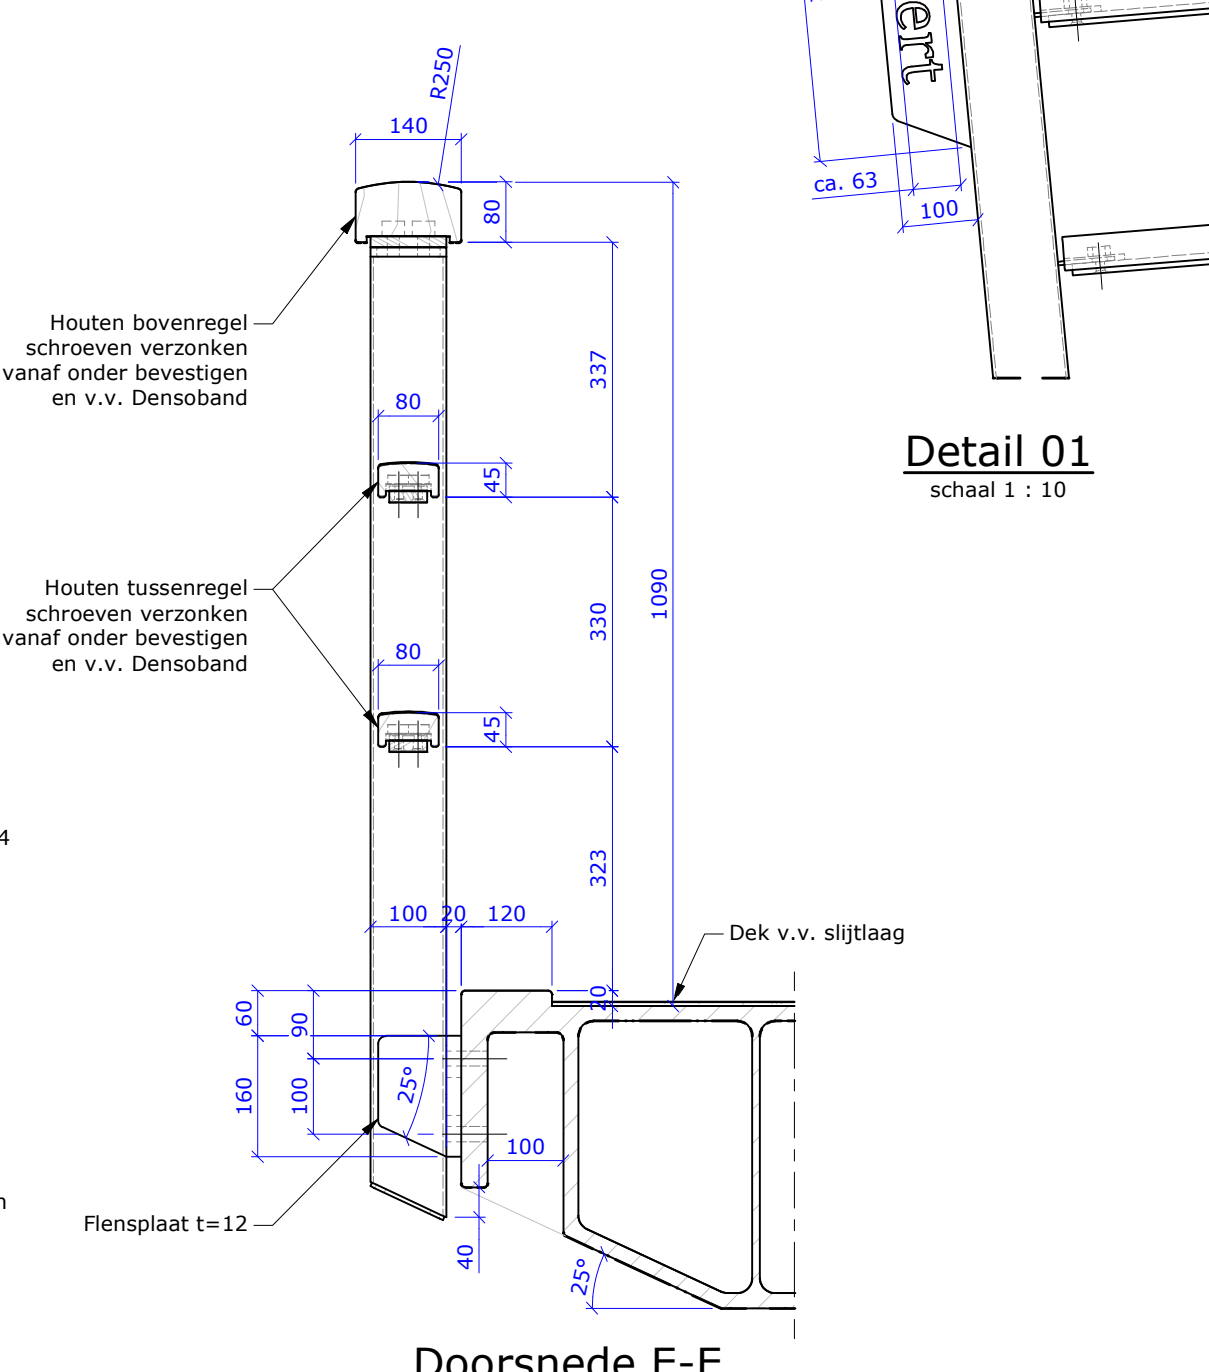 R250
140
80
Houten bovenregel
schroeven verzonken
vanaf onder bevestigen
en v.v. Densoband
337
80
45
1090
Houten tussenregel
schroeven verzonken
vanaf onder bevestigen
en v.v. Densoband
330
80
45
4
323
100 20 120
Dek v.v. slijtlaag
20
60
90
160
100
25°
100
Flensplaat t=12
40
25°
ert
ca. 63
100
Detail 01
schaal 1 : 10